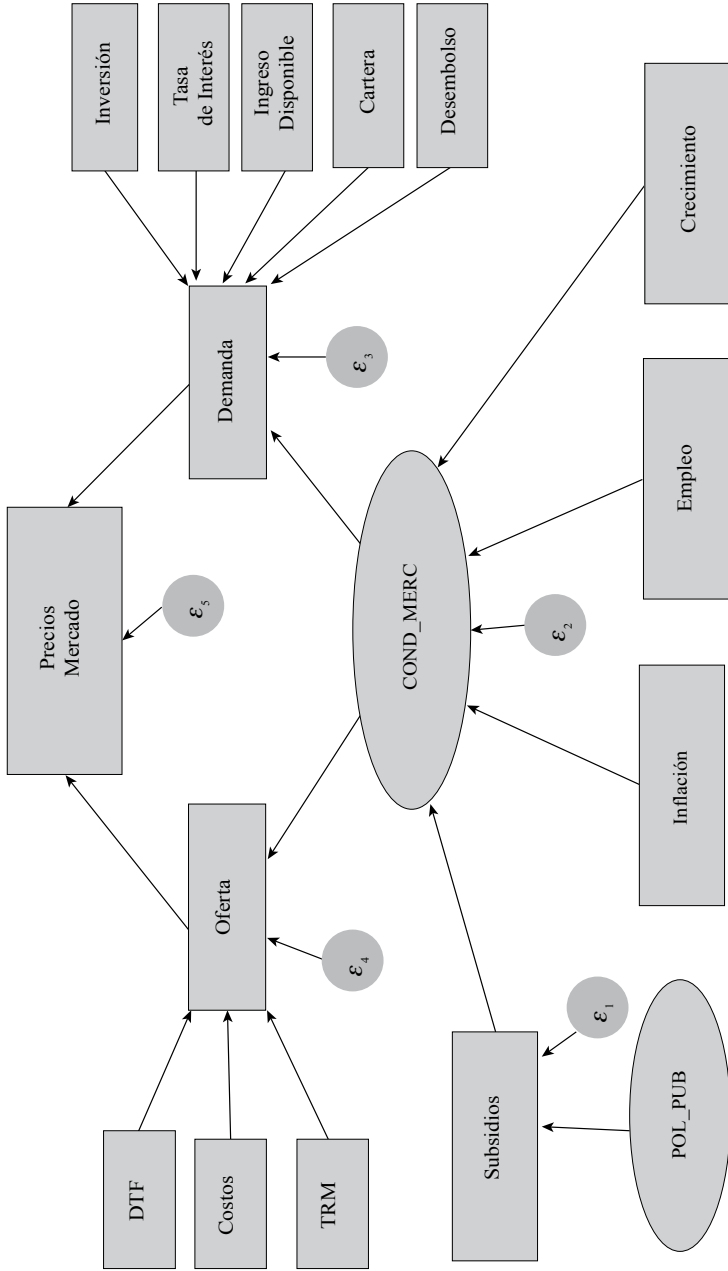 Precios
Mercado
ε5
DTF
Costos
TRM
Oferta
ε4
Demanda
ε3
Inversión
Tasa
de Interés
Ingreso
Disponible
Cartera
Desembolso
COND_MERC
ε2
Subsidios
ε1
POL_PUB
Inflación
Empleo
Crecimiento